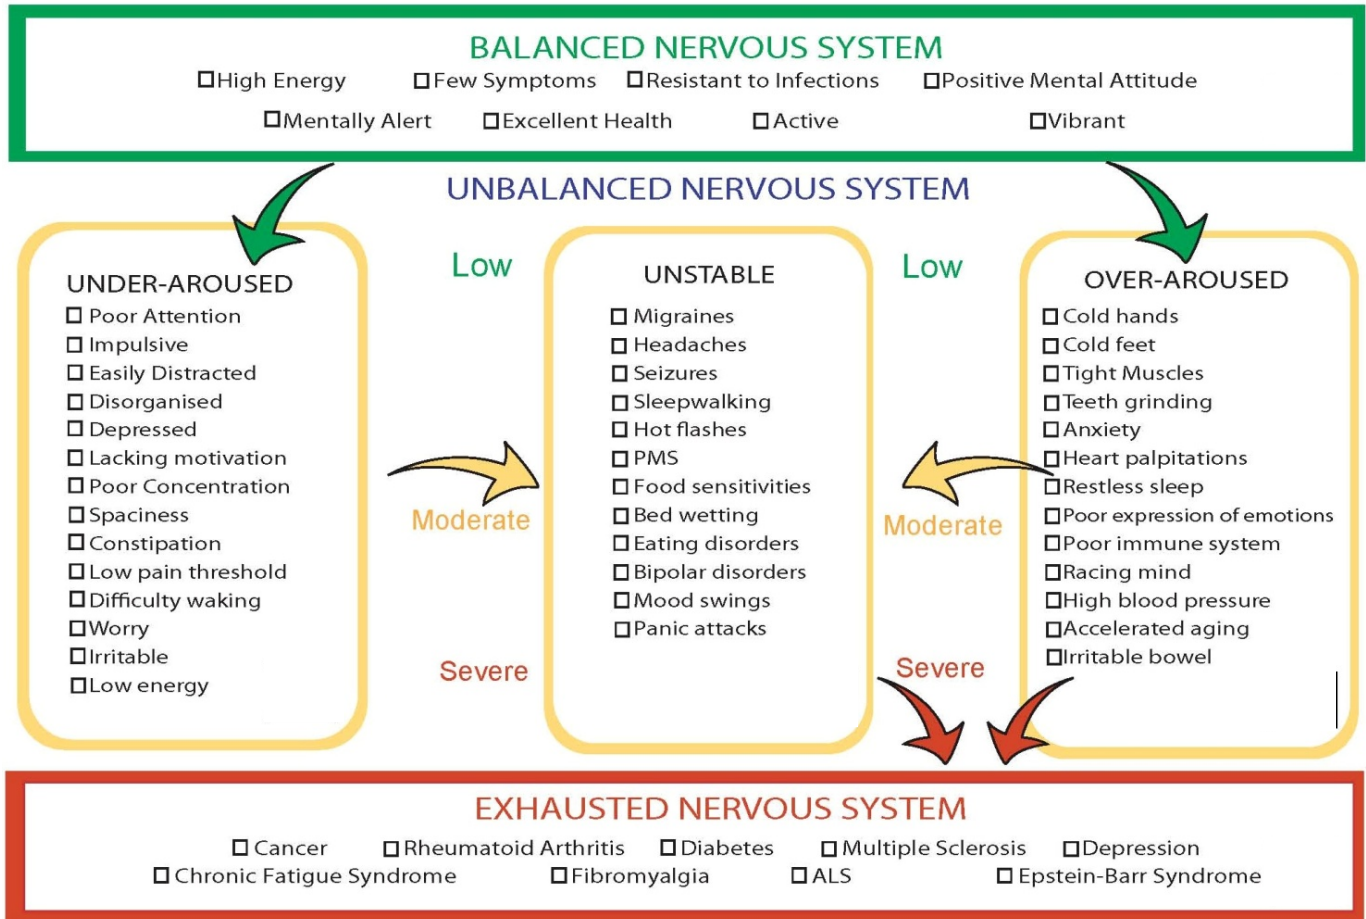 BALANCED NERVOUS SYSTEM
High Energy Few Symptoms Resistant to Infections Positive Mental Attitude
Mentally Alert Excellent Health Active Vibrant
UNBALANCED NERVOUS SYSTEM
Low
Low
UNDER-AROUSED
Poor Attention
Impulsive
Easily Distracted
Disorganised
Depressed
Lacking motivation
Poor Concentration
Spaciness
Constipation
Low pain threshold
Difficulty waking
Worry
Irritable
Low energy
Moderate
Severe
UNSTABLE
Migraines
Headaches
Seizures
Sleepwalking
Hot flashes
PMS
Food sensitivities
Bed wetting
Eating disorders
Bipolar disorders
Mood swings
Panic attacks
Moderate
Severe
OVER-AROUSED
Cold hands
Cold feet
Tight Muscles
Teeth grinding
Anxiety
Heart palpitations
Restless sleep
Poor expression of emotions
Poor immune system
Racing mind
High blood pressure
Accelerated aging
Irritable bowel
EXHAUSTED NERVOUS SYSTEM
Cancer Rheumatoid Arthritis Diabetes Multiple Sclerosis Depression
Chronic Fatigue Syndrome Fibromyalgia ALS Epstein-Barr Syndrome